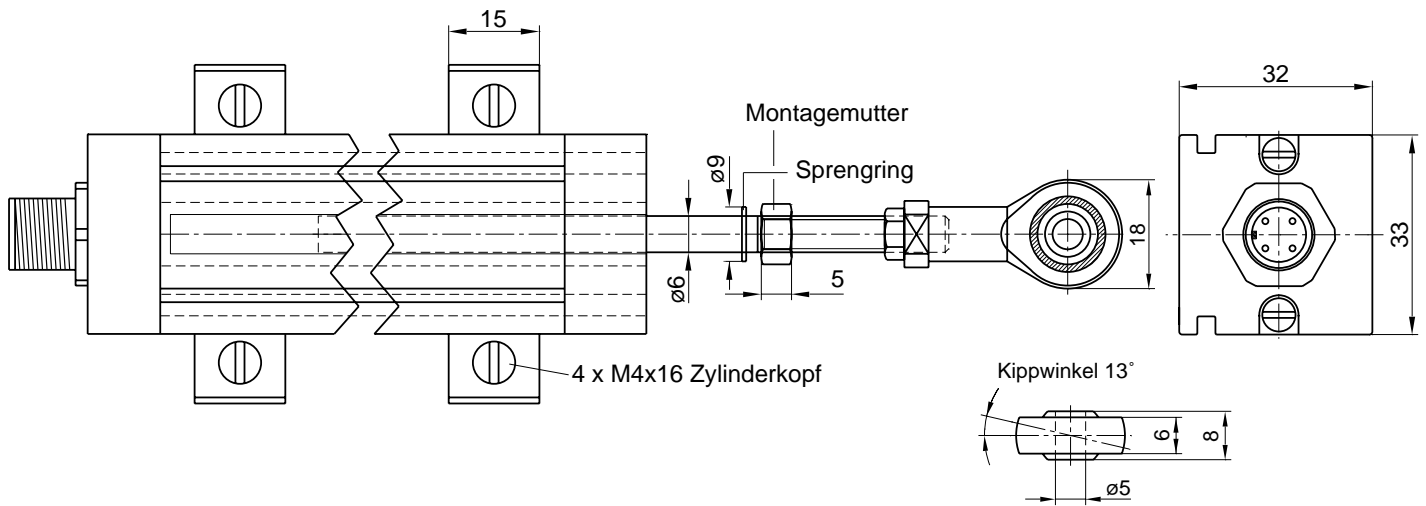 15
32
Montagemutter
ø9
Sprengring
18
33
ø6
5
4 x M4x16 Zylinderkopf
Kippwinkel 13°
6
8
ø5